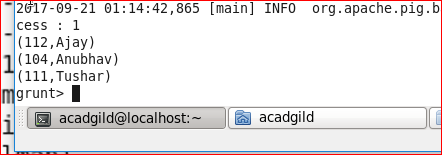 2017-09-21 01:14:42,865 [main] INFO org.apache.pig.b
cess : 1
(112,Ajay)
(104,Anubhav)
(111,Tushar)
grunt>
acadgild@localhost:~
acadgild